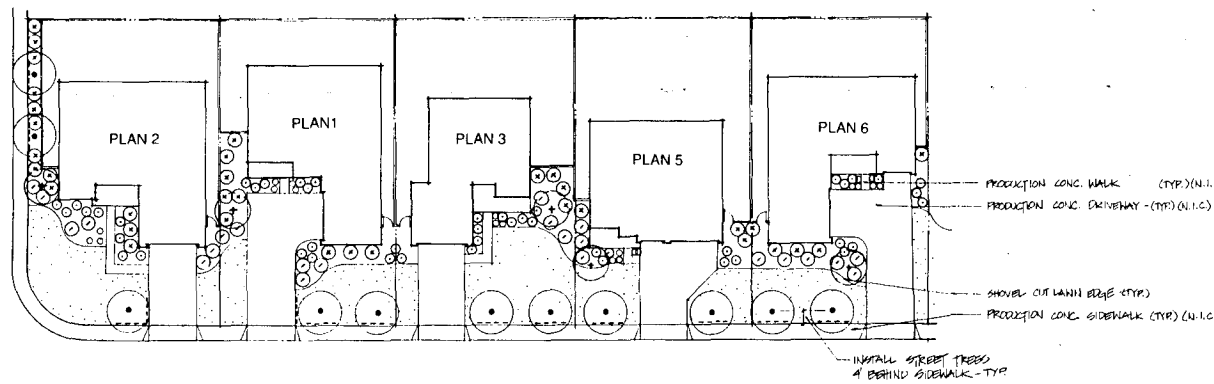 PLAN 2
PLAN1
PLAN 3
PLAN 5
PLAN 6
PRODUCTION CONC. WALK (TYP.)(N.I.
PRODUCTION CONC. DRIVEWAY - (TYP.)(N.I.C)
SHOVEL CUT LAWN EDGE (TYP.)
PRODUCTION CONC. SIDEWALK (TYP.)(N.I.C
INSTALL STREET TREES
4' BEHIND SIDEWALK - TYP.